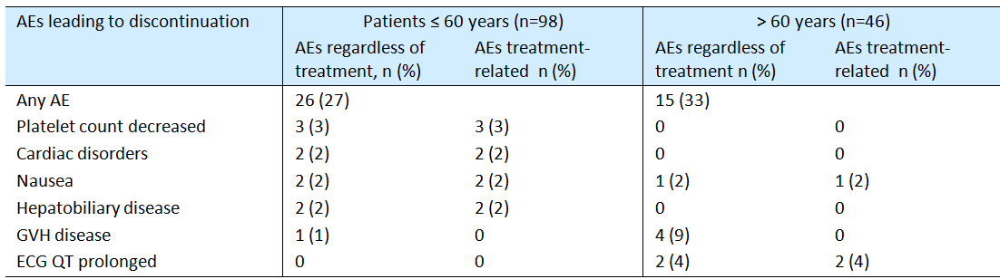 AEs leading to discontinuation Patients ≤ 60 years (n=98) > 60 years (n=46)
AEs regardless of AEs treatment- AEs regardless of AEs treatment-
treatment, n (%) related n (%) treatment n (%) related n (%)
Any AE 26 (27) 15 (33)
Platelet count decreased 3 (3) 3 (3) 0 0
Cardiac disorders 2 (2) 2 (2) 0 0
Nausea 2 (2) 2 (2) 1 (2) 1 (2)
Hepatobiliary disease 2 (2) 2 (2) 0 0
GVH disease 1 (1) 0 4 (9) 0
ECG QT prolonged 0 0 2 (4) 2 (4)